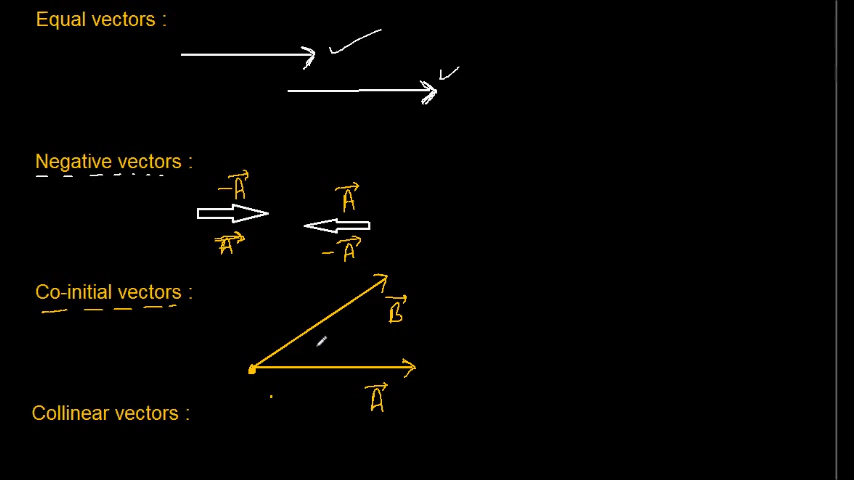 Equal vectors :
Negative vectors :
-A⃗
A⃗
A⃗
-A⃗
Co-initial vectors :
B⃗
A⃗
Collinear vectors :